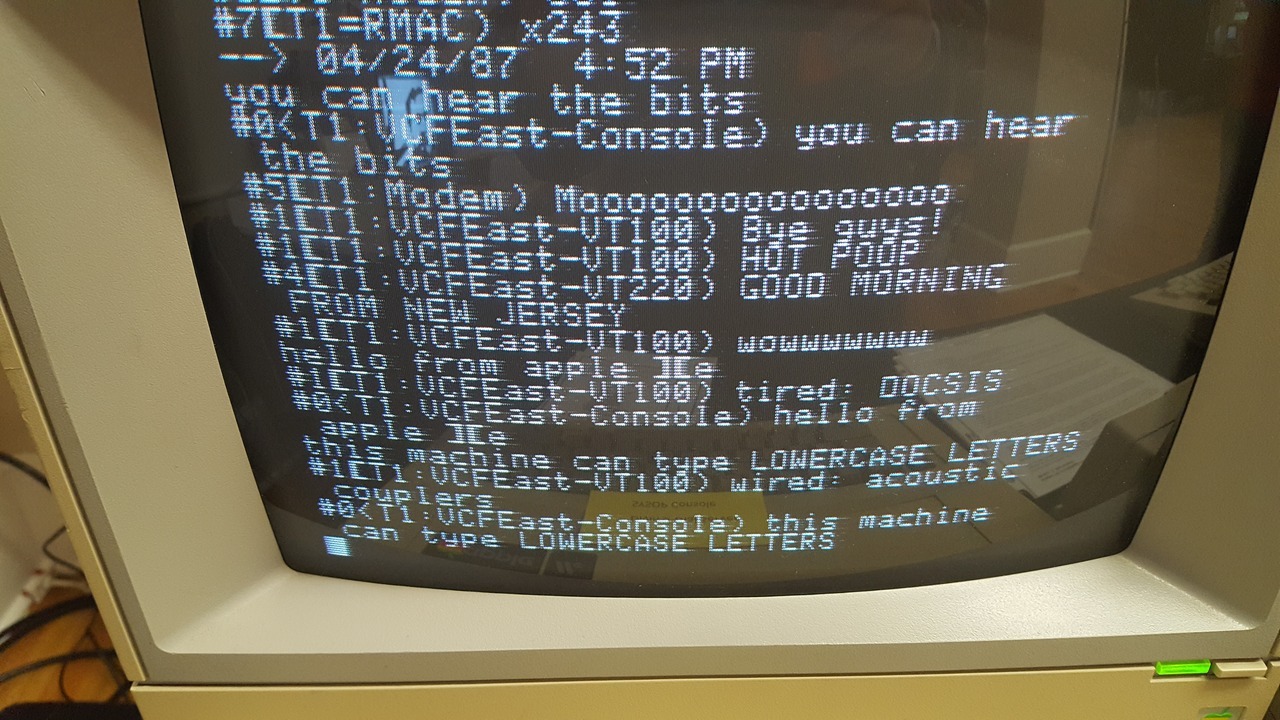 #7[T1=RMAC) x243
--> 04/24/87 4:52 PM
you can hear the bits
#0<T1:VCFEast-Console) you can hear
the bits
#5[T1:Modem) Mooooooooooooooooo
#1[T1:VCFEast-VT100) Bye guys!
#1[T1:VCFEast-VT100) HOT POOP
#4[T1:VCFEast-VT220) GOOD MORNING
FROM NEW JERSEY
#1[T1:VCFEast-VT100) wowwwwwww
hello from apple IIe
#1[T1:VCFEast-VT100) tired: DOCSIS
#0<T1:VCFEast-Console) hello from
apple IIe
this machine can type LOWERCASE LETTERS
#1[T1:VCFEast-VT100) wired: acoustic
couplers
#0<T1:VCFEast-Console) this machine
can type LOWERCASE LETTERS
SYSOP Console